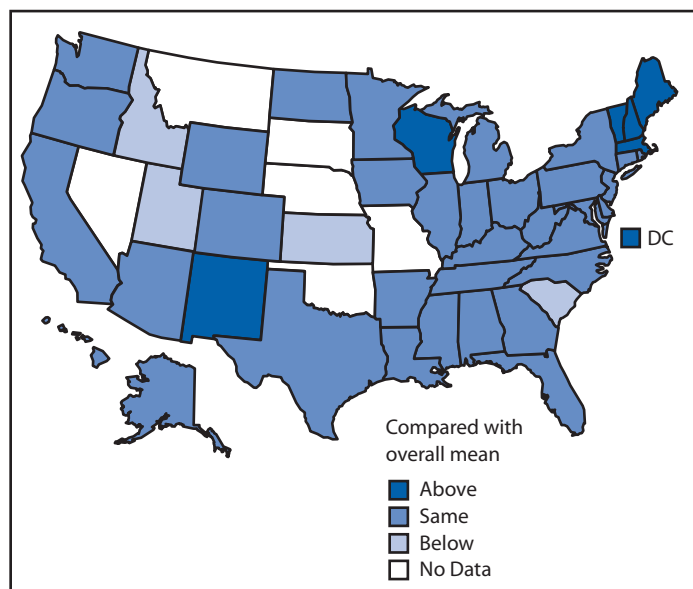 DC
Compared with
overall mean
Above
Same
Below
No Data